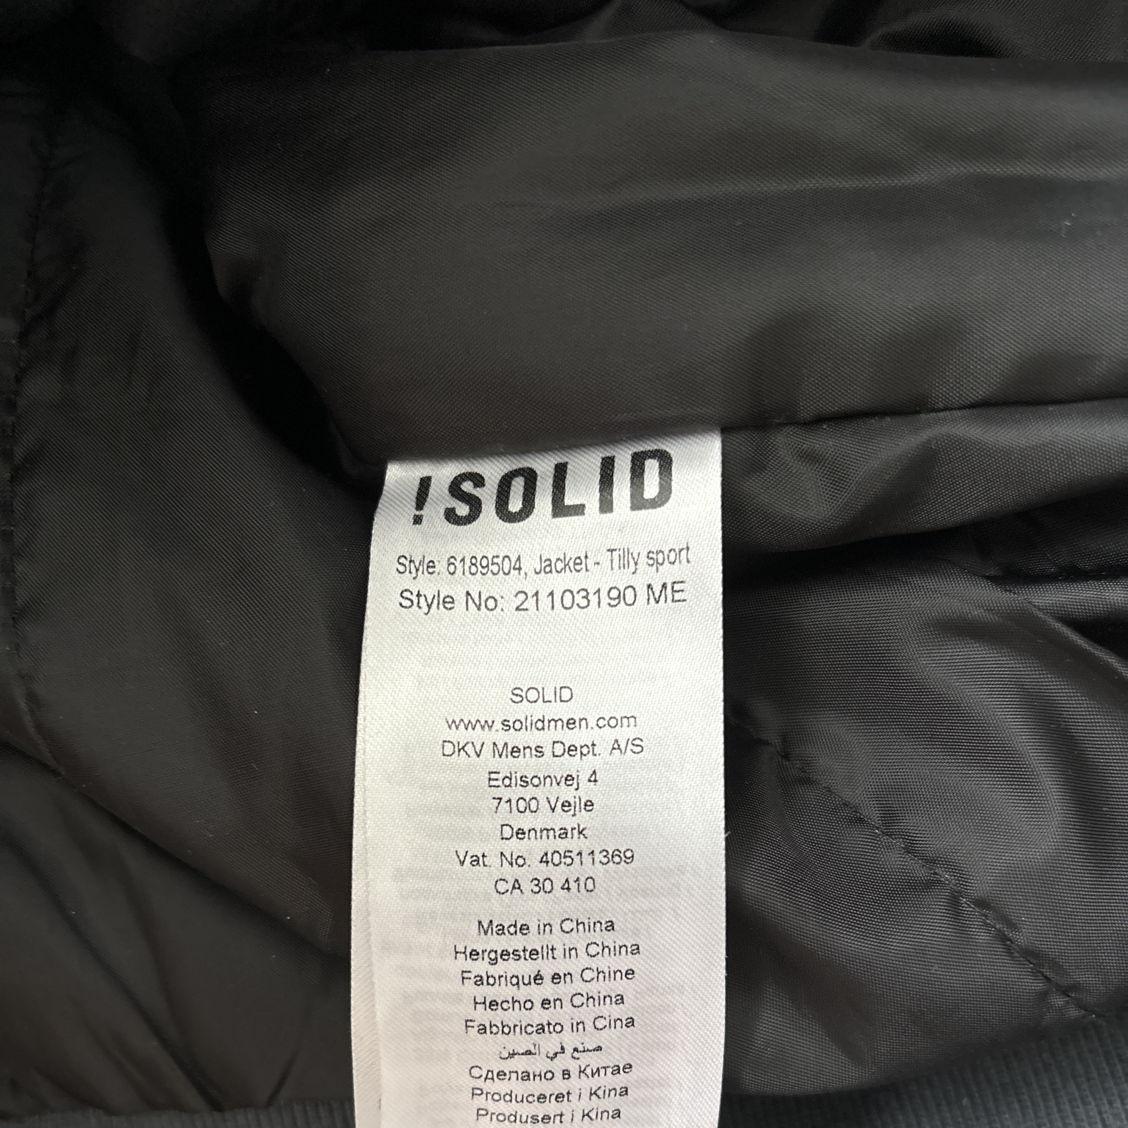 !SOLID
Style: 6189504, Jacket - Tilly sport
Style No: 21103190 ME
SOLID
www.solidmen.com
DKV Mens Dept. A/S
Edisonvej 4
7100 Vejle
Denmark
Vat. No. 40511369
CA 30 410
Made in China
Hergestellt in China
Fabriqué en Chine
Hecho en China
Fabbricato in Cina
صنع في الصين
Сделано в Китае
Produceret i Kina
Produsert i Kina